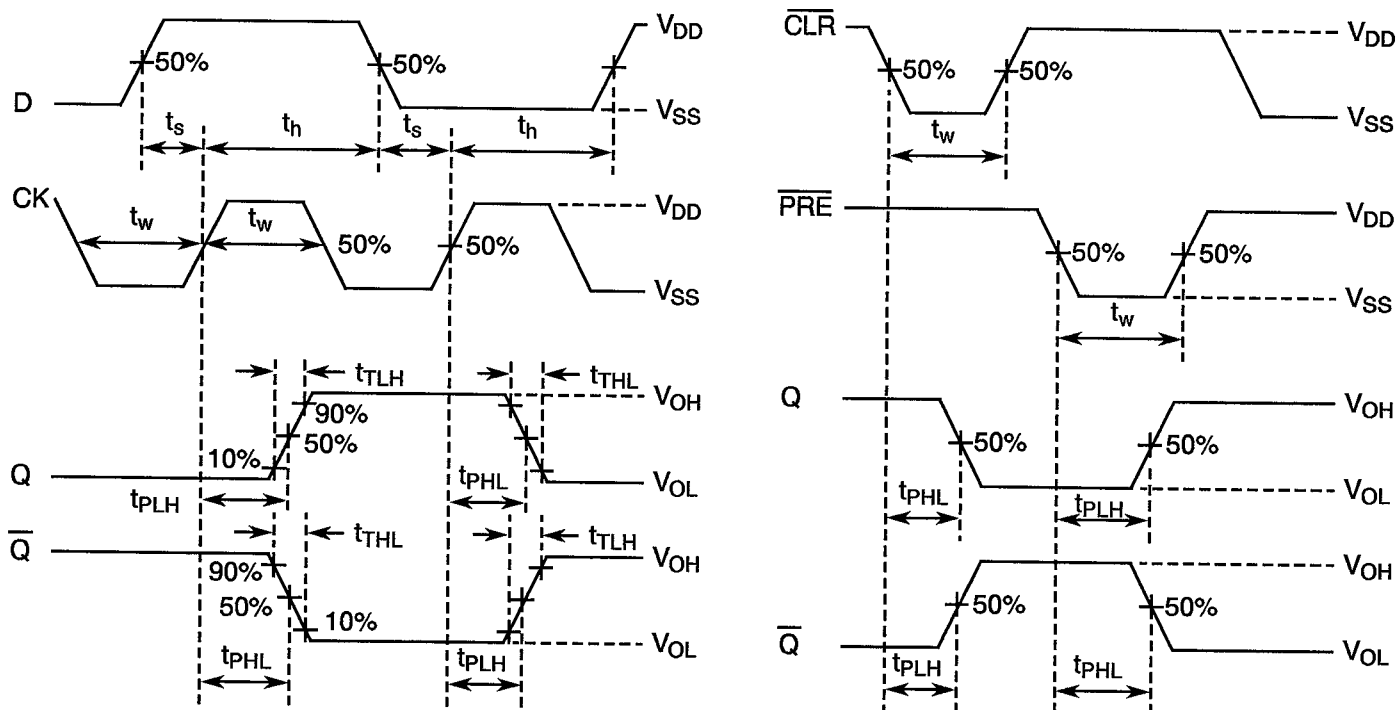 D
50%
50%
VDD
VSS
ts
th
ts
th
CK
tw
tw
50%
50%
VDD
VSS
tTLH
tTHL
Q
10%
90%
50%
VOH
VOL
tPLH
tPHL
Q̅
tTHL
tTLH
90%
50%
10%
VOH
VOL
tPHL
tPLH
C̅L̅R̅
50%
50%
VDD
VSS
tw
P̅R̅E̅
50%
50%
VDD
VSS
tw
Q
50%
50%
VOH
VOL
tPHL
tPLH
Q̅
50%
50%
VOH
VOL
tPLH
tPHL